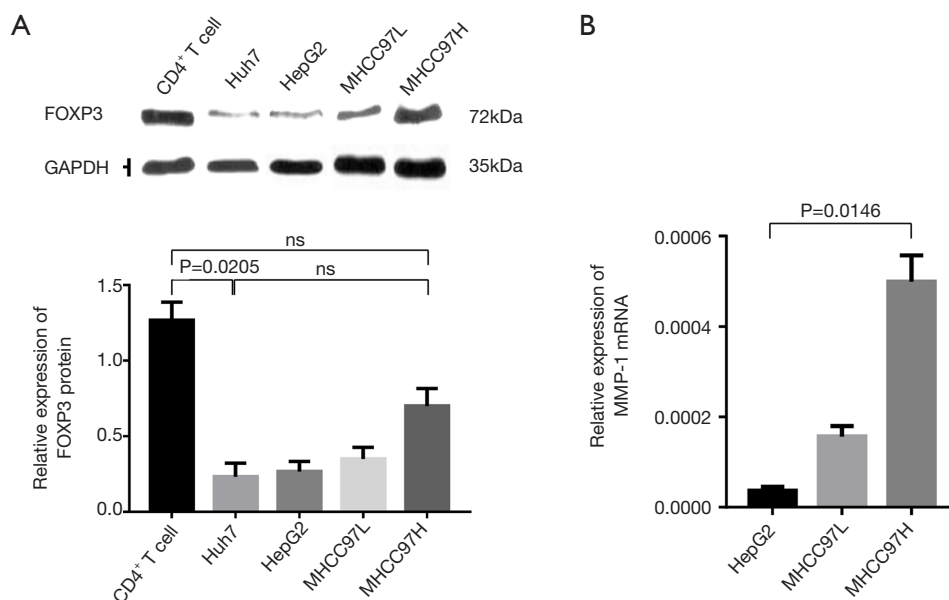 A
CD4⁺ T cell
Huh7
HepG2
MHCC97L
MHCC97H
FOXP3
72kDa
GAPDH
35kDa
ns
P=0.0205
ns
Relative expression of
FOXP3 protein
1.5
1.0
0.5
0.0
CD4⁺ T cell
Huh7
HepG2
MHCC97L
MHCC97H
B
P=0.0146
Relative expression of
MMP-1 mRNA
0.0006
0.0004
0.0002
0.0000
HepG2
MHCC97L
MHCC97H